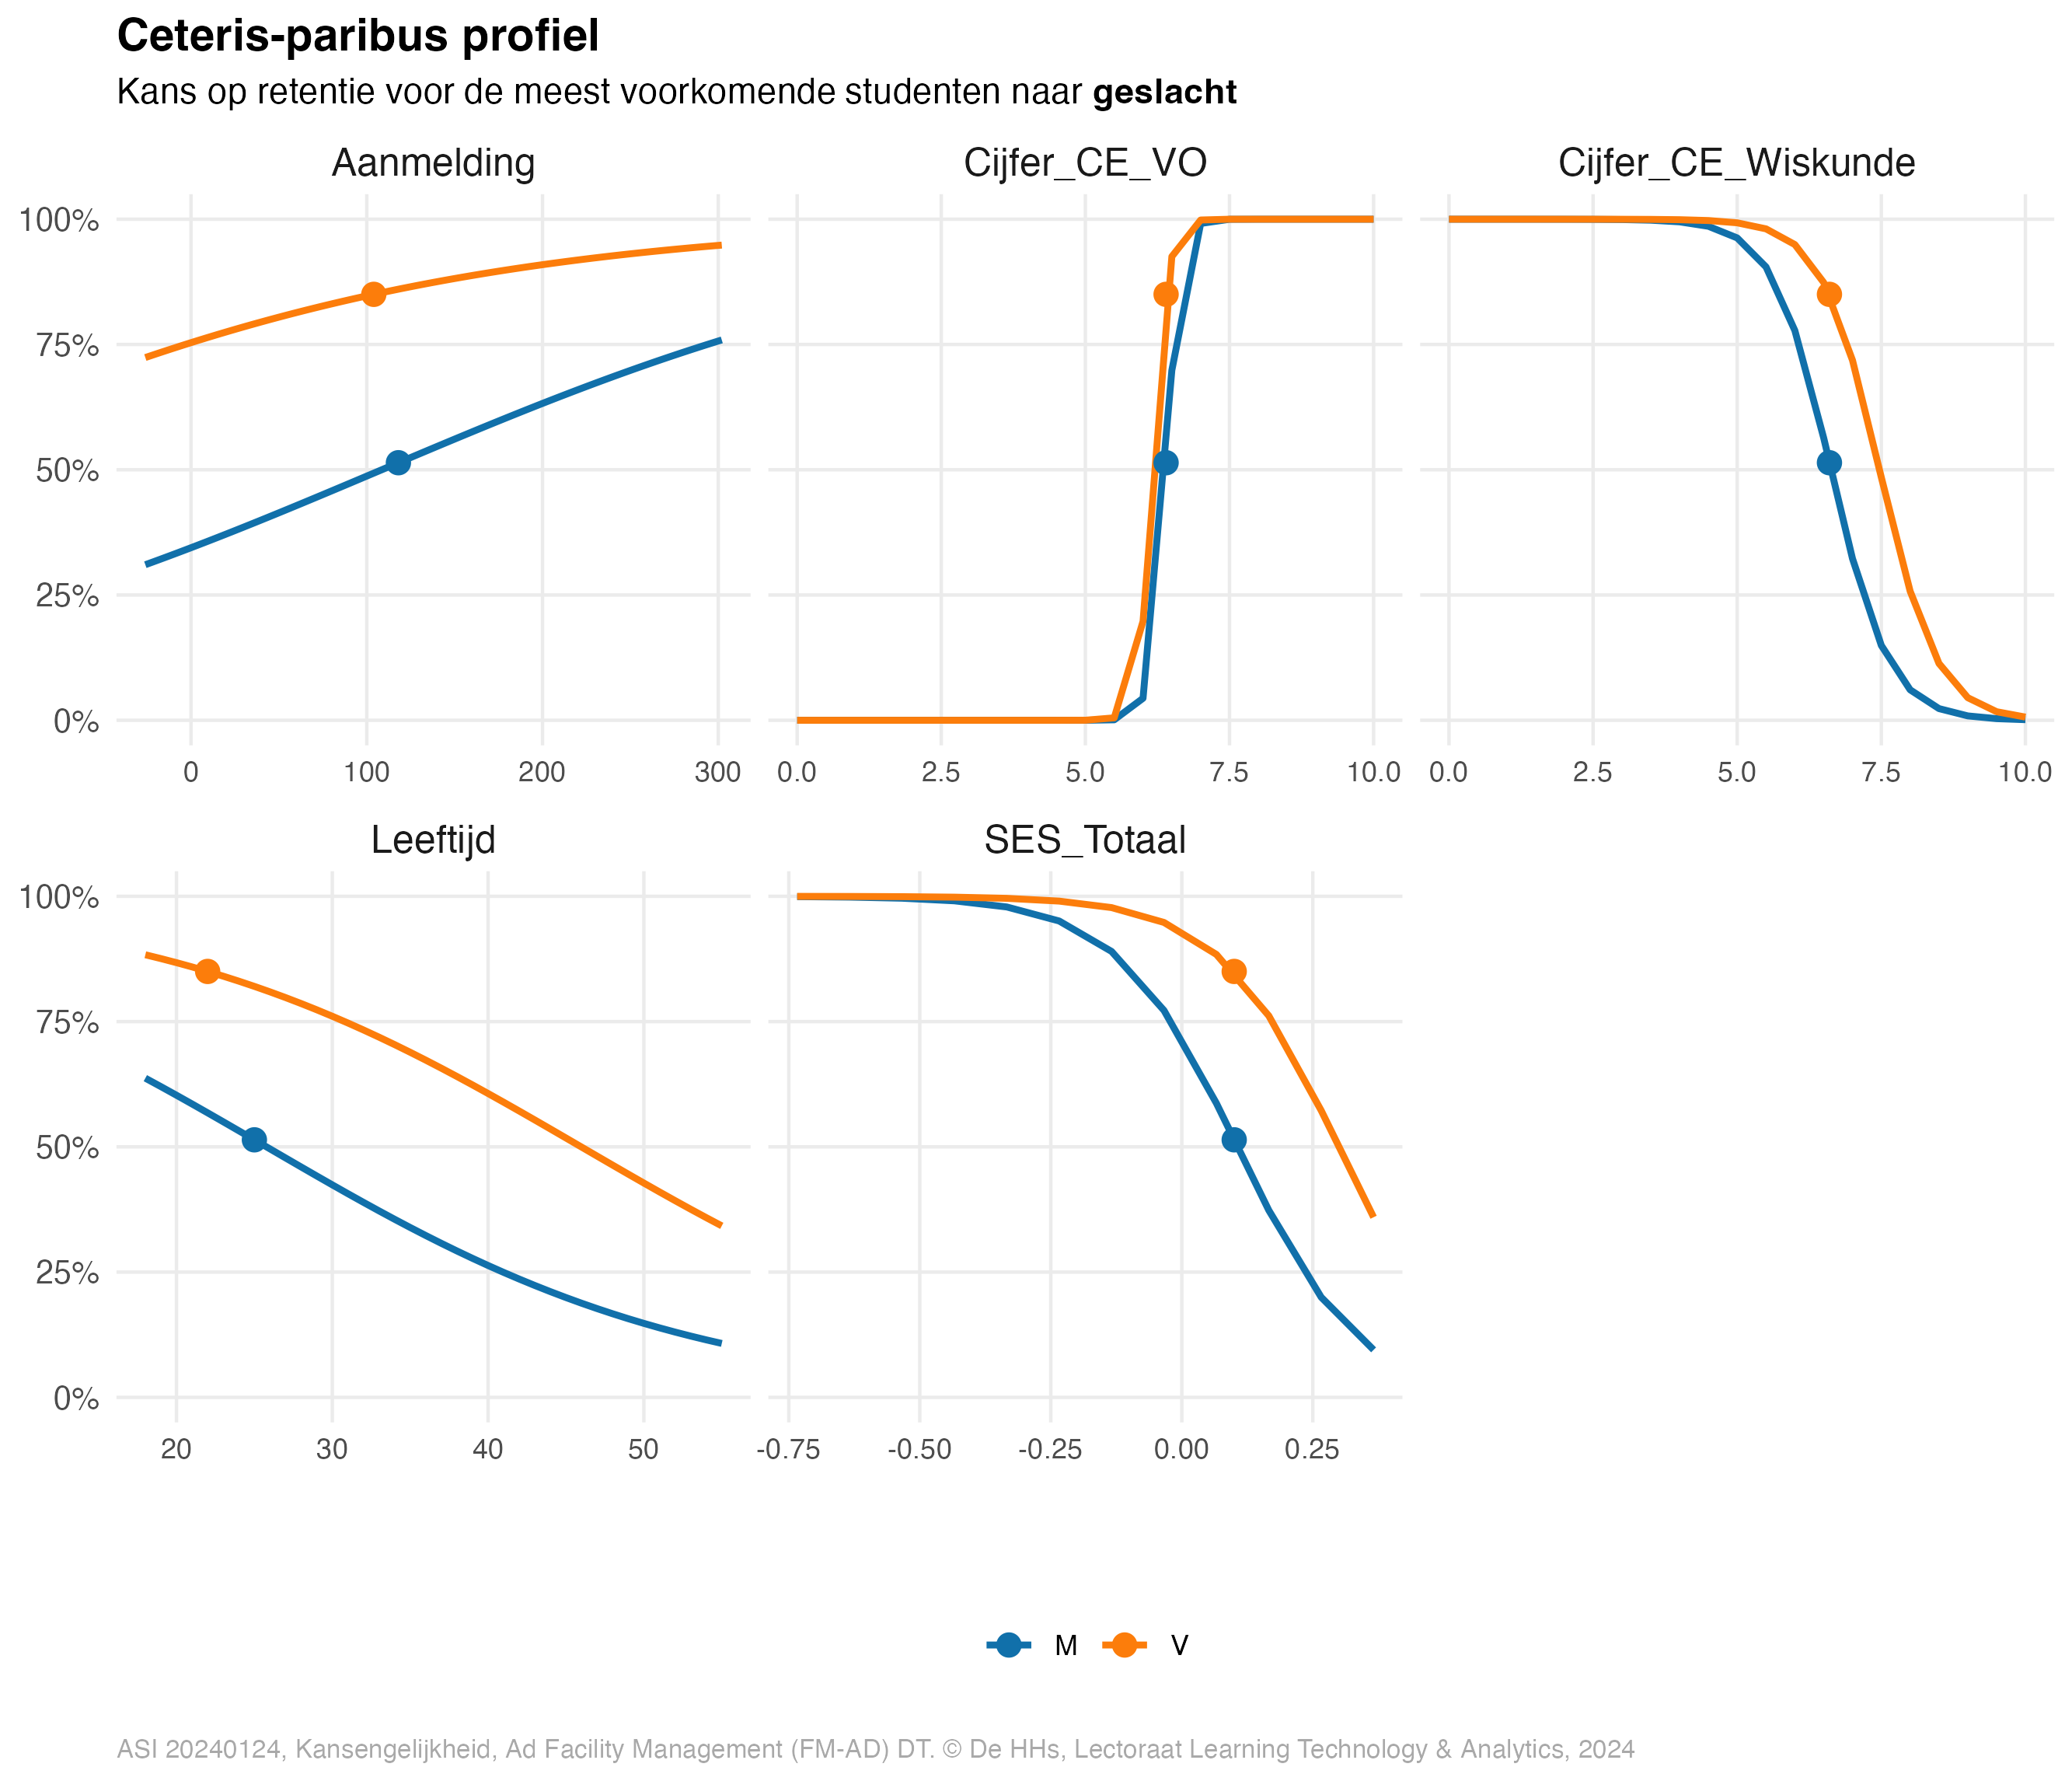 Ceteris-paribus profiel
Kans op retentie voor de meest voorkomende studenten naar geslacht
Aanmelding
Cijfer_CE_VO
Cijfer_CE_Wiskunde
100%
75%
50%
25%
0%
0 100 200 300
0.0 2.5 5.0 7.5 10.0
0.0 2.5 5.0 7.5 10.0
Leeftijd
SES_Totaal
100%
75%
50%
25%
0%
20 30 40 50
-0.75 -0.50 -0.25 0.00 0.25
M V
ASI 20240124, Kansengelijkheid, Ad Facility Management (FM-AD) DT. © De HHs, Lectoraat Learning Technology & Analytics, 2024